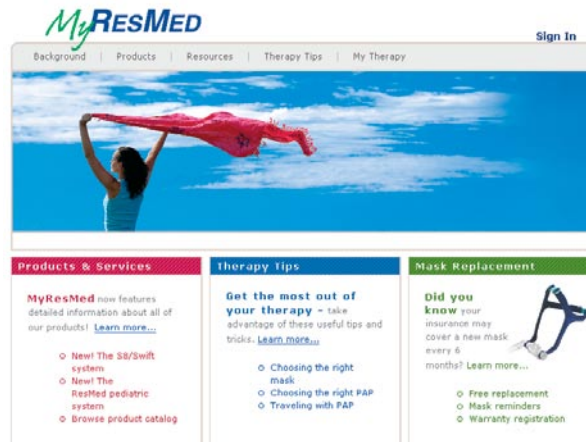 MyResMed
Sign In
Background | Products | Resources | Therapy Tips | My Therapy
Products & Services
MyResMed now features
detailed information about all of
our products! Learn more...
New! The S8/Swift
system
New! The
ResMed pediatric
system
Browse product catalog
Therapy Tips
Get the most out of
your therapy – take
advantage of these useful tips and
tricks. Learn more...
Choosing the right
mask
Choosing the right PAP
Traveling with PAP
Mask Replacement
Did you
know your
insurance may
cover a new mask
every 6
months? Learn more...
Free replacement
Mask reminders
Warranty registration